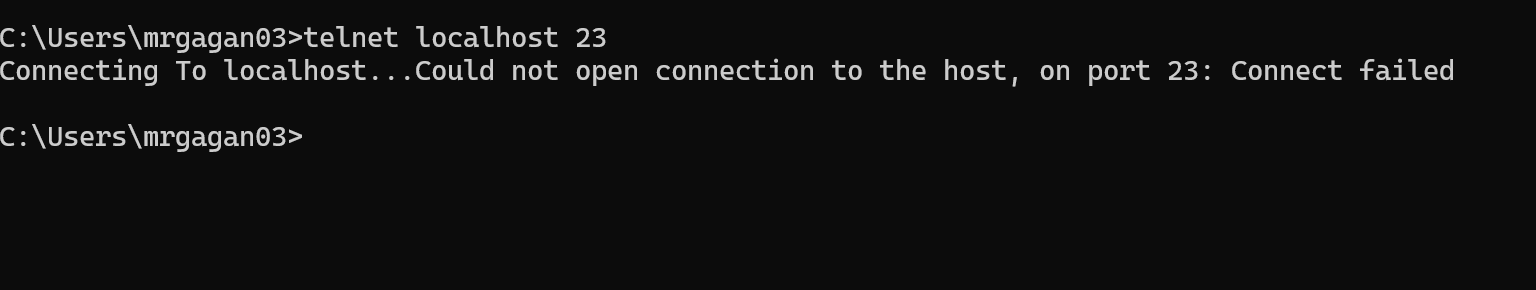 C:\Users\mrgagan03>telnet localhost 23
Connecting To localhost...Could not open connection to the host, on port 23: Connect failed
C:\Users\mrgagan03>